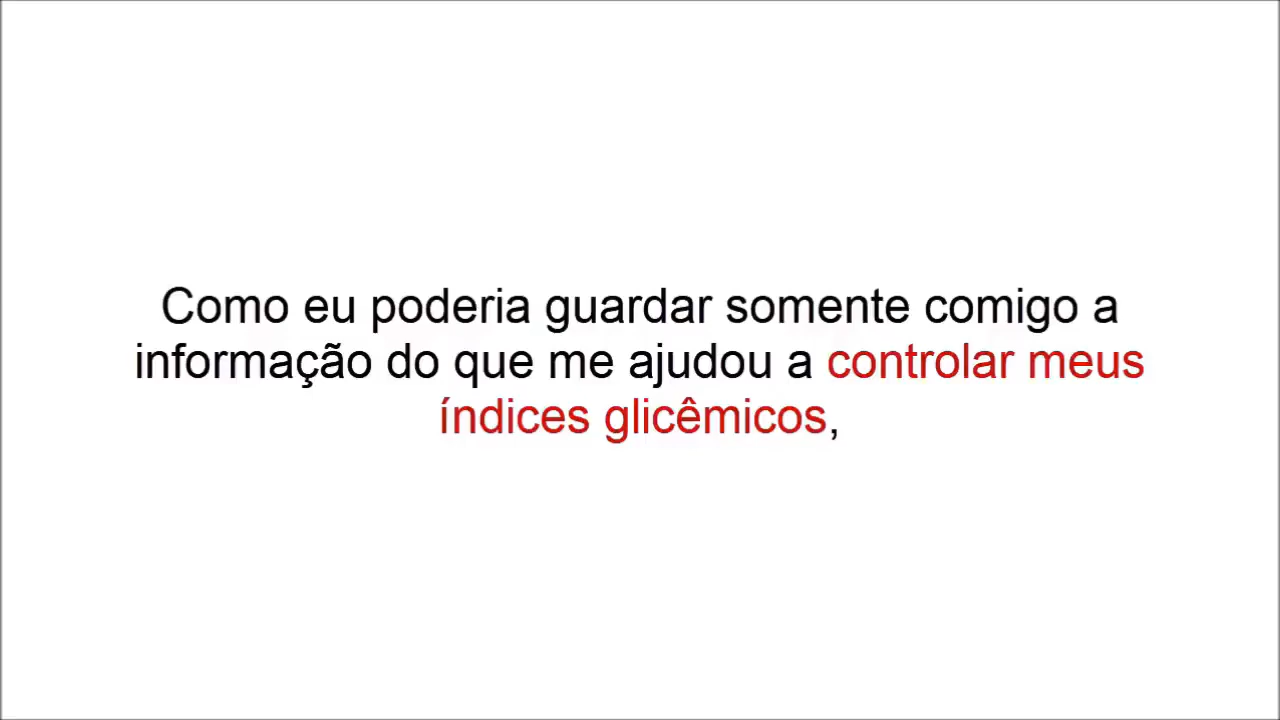 Como eu poderia guardar somente comigo a
informação do que me ajudou a controlar meus
índices glicêmicos,